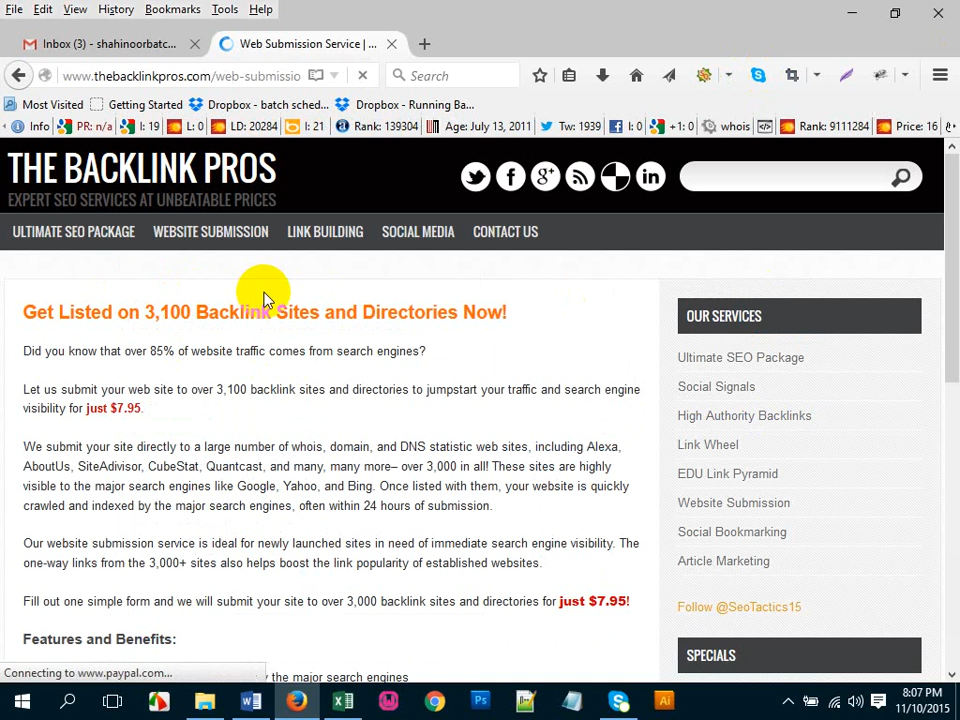 File Edit View History Bookmarks Tools Help
Inbox (3) - shahinoorbatc...
Web Submission Service | ...
www.thebacklinkpros.com/web-submissio
Search
Most Visited Getting Started Dropbox - batch sched... Dropbox - Running Ba...
Info PR: n/a I: 19 L: 0 LD: 20284 I: 21 Rank: 139304 Age: July 13, 2011 Tw: 1939 I: 0 +1: 0 whois Rank: 9111284 Price: 16
THE BACKLINK PROS
EXPERT SEO SERVICES AT UNBEATABLE PRICES
ULTIMATE SEO PACKAGE WEBSITE SUBMISSION LINK BUILDING SOCIAL MEDIA CONTACT US
Get Listed on 3,100 Backlink Sites and Directories Now!
Did you know that over 85% of website traffic comes from search engines?
Let us submit your web site to over 3,100 backlink sites and directories to jumpstart your traffic and search engine
visibility for just $7.95.
We submit your site directly to a large number of whois, domain, and DNS statistic web sites, including Alexa,
AboutUs, SiteAdvisor, CubeStat, Quantcast, and many, many more– over 3,000 in all! These sites are highly
visible to the major search engines like Google, Yahoo, and Bing. Once listed with them, your website is quickly
crawled and indexed by the major search engines, often within 24 hours of submission.
Our website submission service is ideal for newly launched sites in need of immediate search engine visibility. The
one-way links from the 3,000+ sites also helps boost the link popularity of established websites.
Fill out one simple form and we will submit your site to over 3,000 backlink sites and directories for just $7.95!
Features and Benefits:
y the major search engines
OUR SERVICES
Ultimate SEO Package
Social Signals
High Authority Backlinks
Link Wheel
EDU Link Pyramid
Website Submission
Social Bookmarking
Article Marketing
Follow @SeoTactics15
SPECIALS
Connecting to www.paypal.com...
8:07 PM
11/10/2015